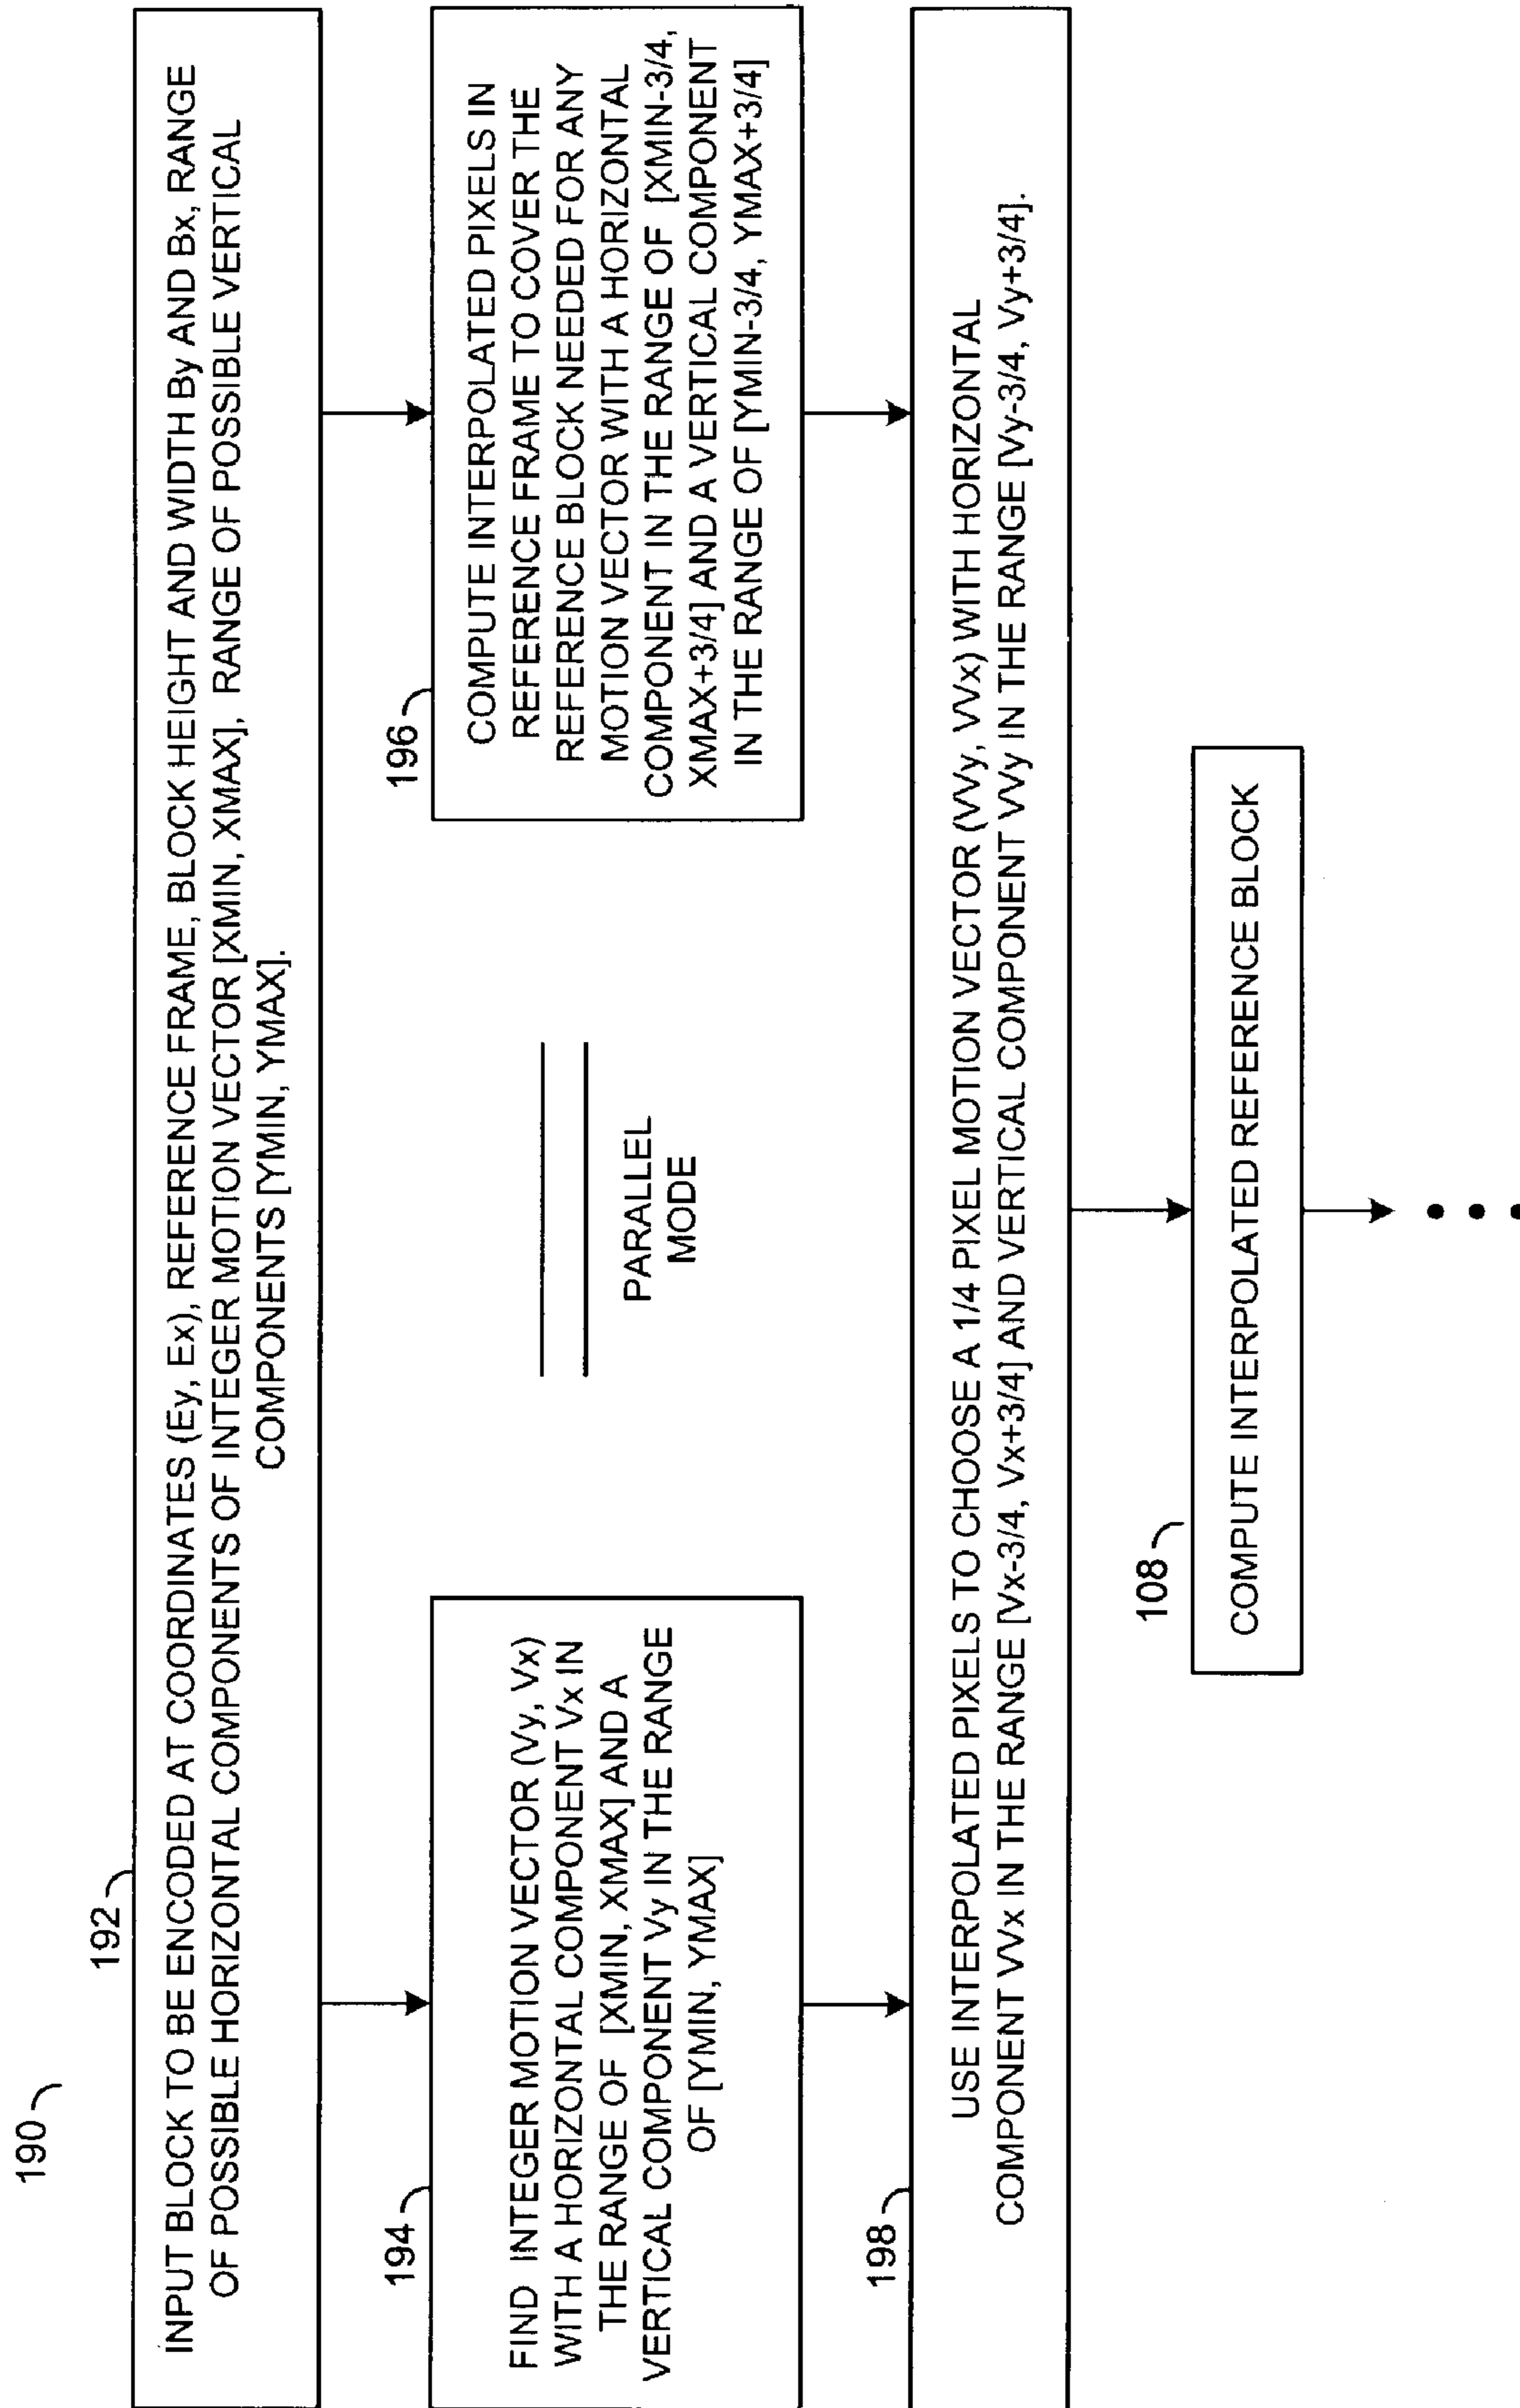 190
192
INPUT BLOCK TO BE ENCODED AT COORDINATES (Ey, Ex), REFERENCE FRAME, BLOCK HEIGHT AND WIDTH By AND Bx, RANGE
OF POSSIBLE HORIZONTAL COMPONENTS OF INTEGER MOTION VECTOR [XMIN, XMAX], RANGE OF POSSIBLE VERTICAL
COMPONENTS [YMIN, YMAX].
194
FIND INTEGER MOTION VECTOR (Vy, Vx)
WITH A HORIZONTAL COMPONENT Vx IN
THE RANGE OF [XMIN, XMAX] AND A
VERTICAL COMPONENT Vy IN THE RANGE
OF [YMIN, YMAX]
PARALLEL
MODE
196
COMPUTE INTERPOLATED PIXELS IN
REFERENCE FRAME TO COVER THE
REFERENCE BLOCK NEEDED FOR ANY
MOTION VECTOR WITH A HORIZONTAL
COMPONENT IN THE RANGE OF [XMIN-3/4,
XMAX+3/4] AND A VERTICAL COMPONENT
IN THE RANGE OF [YMIN-3/4, YMAX+3/4]
198
USE INTERPOLATED PIXELS TO CHOOSE A 1/4 PIXEL MOTION VECTOR (VVy, VVx) WITH HORIZONTAL
COMPONENT VVx IN THE RANGE [Vx-3/4, Vx+3/4] AND VERTICAL COMPONENT VVy IN THE RANGE [Vy-3/4, Vy+3/4].
108
COMPUTE INTERPOLATED REFERENCE BLOCK